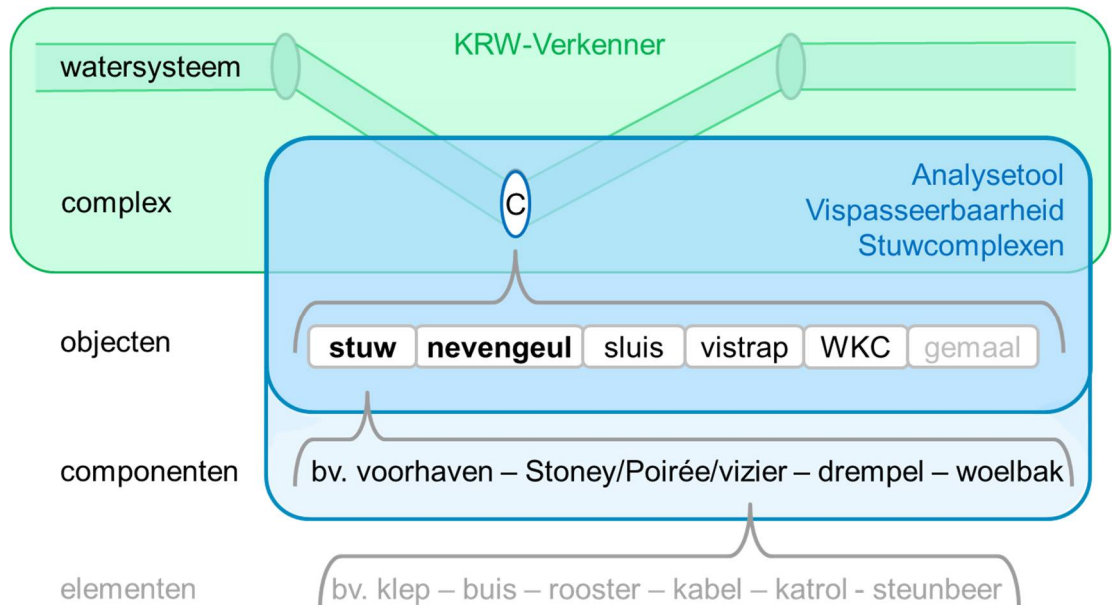 KRW-Verkenner
watersysteem
complex
C
Analysetool
Vispasseerbaarheid
Stuwcomplexen
objecten
stuw nevengeul sluis vistrap WKC gemaal
componenten
bv. voorhaven – Stoney/Poirée/vizier – drempel – woelbak
elementen
bv. klep – buis – rooster – kabel – katrol - steunbeer